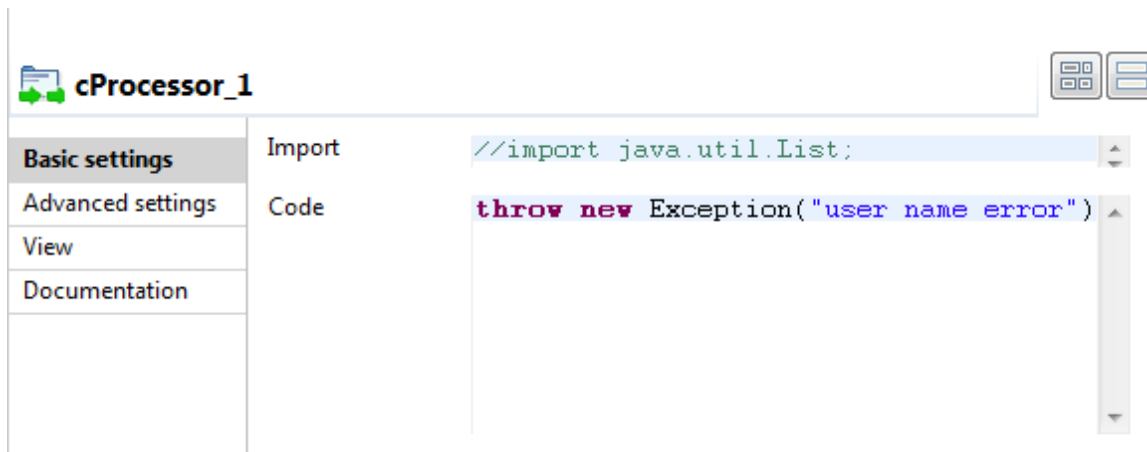 cProcessor_1
Basic settings
Advanced settings
View
Documentation
Import
//import java.util.List;
Code
throw new Exception("user name error")